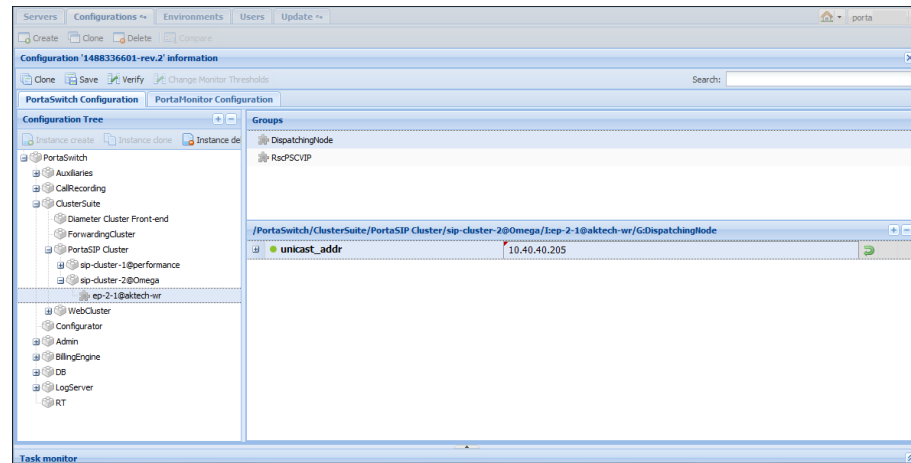 Servers Configurations Environments Users Update porta
Create Clone Delete Compare
Configuration '1488336601-rev.2' information
Clone Save Verify Change Monitor Thresholds Search:
PortaSwitch Configuration PortaMonitor Configuration
Configuration Tree
Instance create Instance clone Instance de
PortaSwitch
Auxiliaries
CallRecording
ClusterSuite
Diameter Cluster Front-end
ForwardingCluster
PortaSIP Cluster
sip-cluster-1@performance
sip-cluster-2@Omega
ep-2-1@aktech-wr
WebCluster
Configurator
Admin
BillingEngine
DB
LogServer
RT
Groups
DispatchingNode
RscPSCVIP
/PortaSwitch/ClusterSuite/PortaSIP Cluster/sip-cluster-2@Omega/I:ep-2-1@aktech-wr/G:DispatchingNode
unicast_addr 10.40.40.205
Task monitor